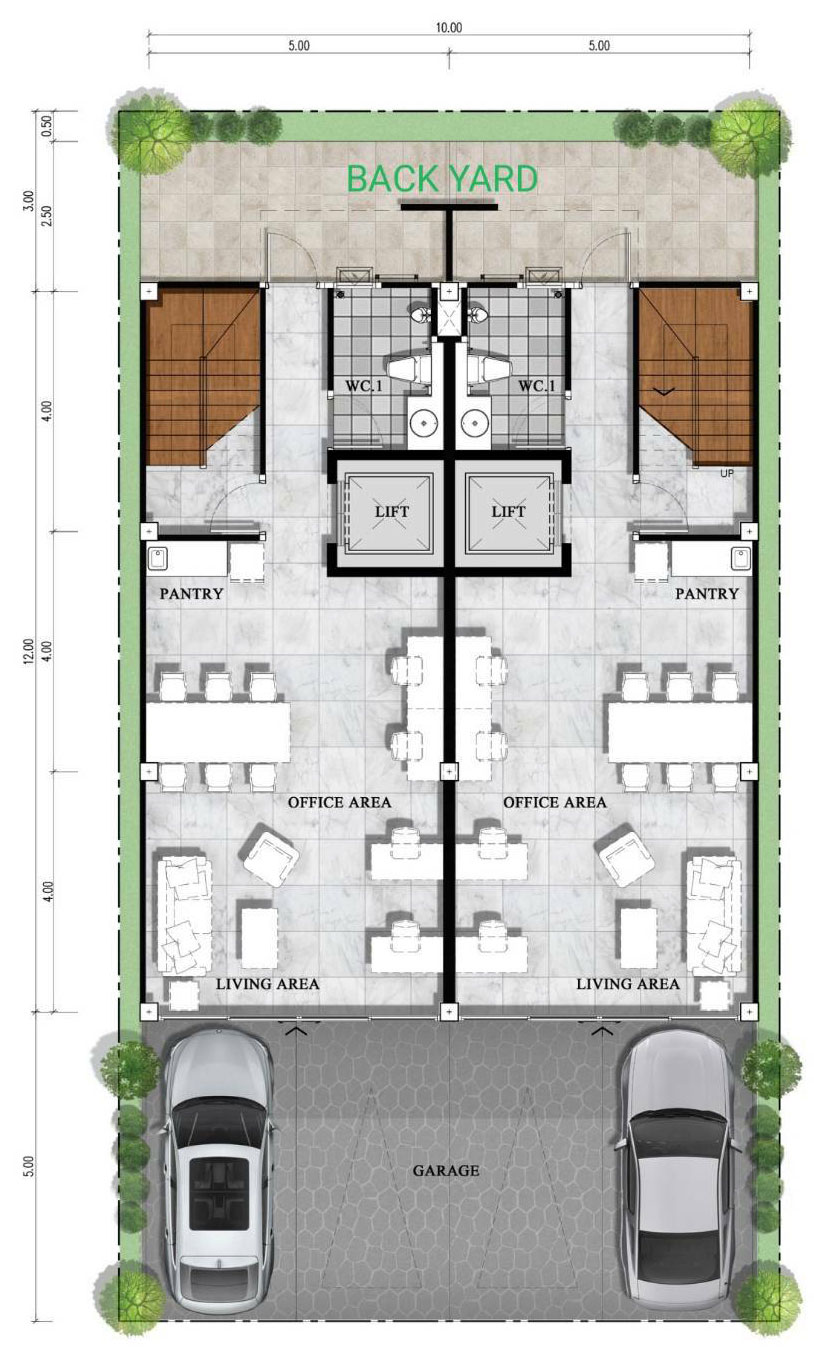 10.00
5.00 5.00
0.50
3.00
2.50
BACK YARD
4.00
WC.1 WC.1
UP
LIFT LIFT
PANTRY PANTRY
12.00
4.00
OFFICE AREA OFFICE AREA
4.00
LIVING AREA LIVING AREA
5.00
GARAGE